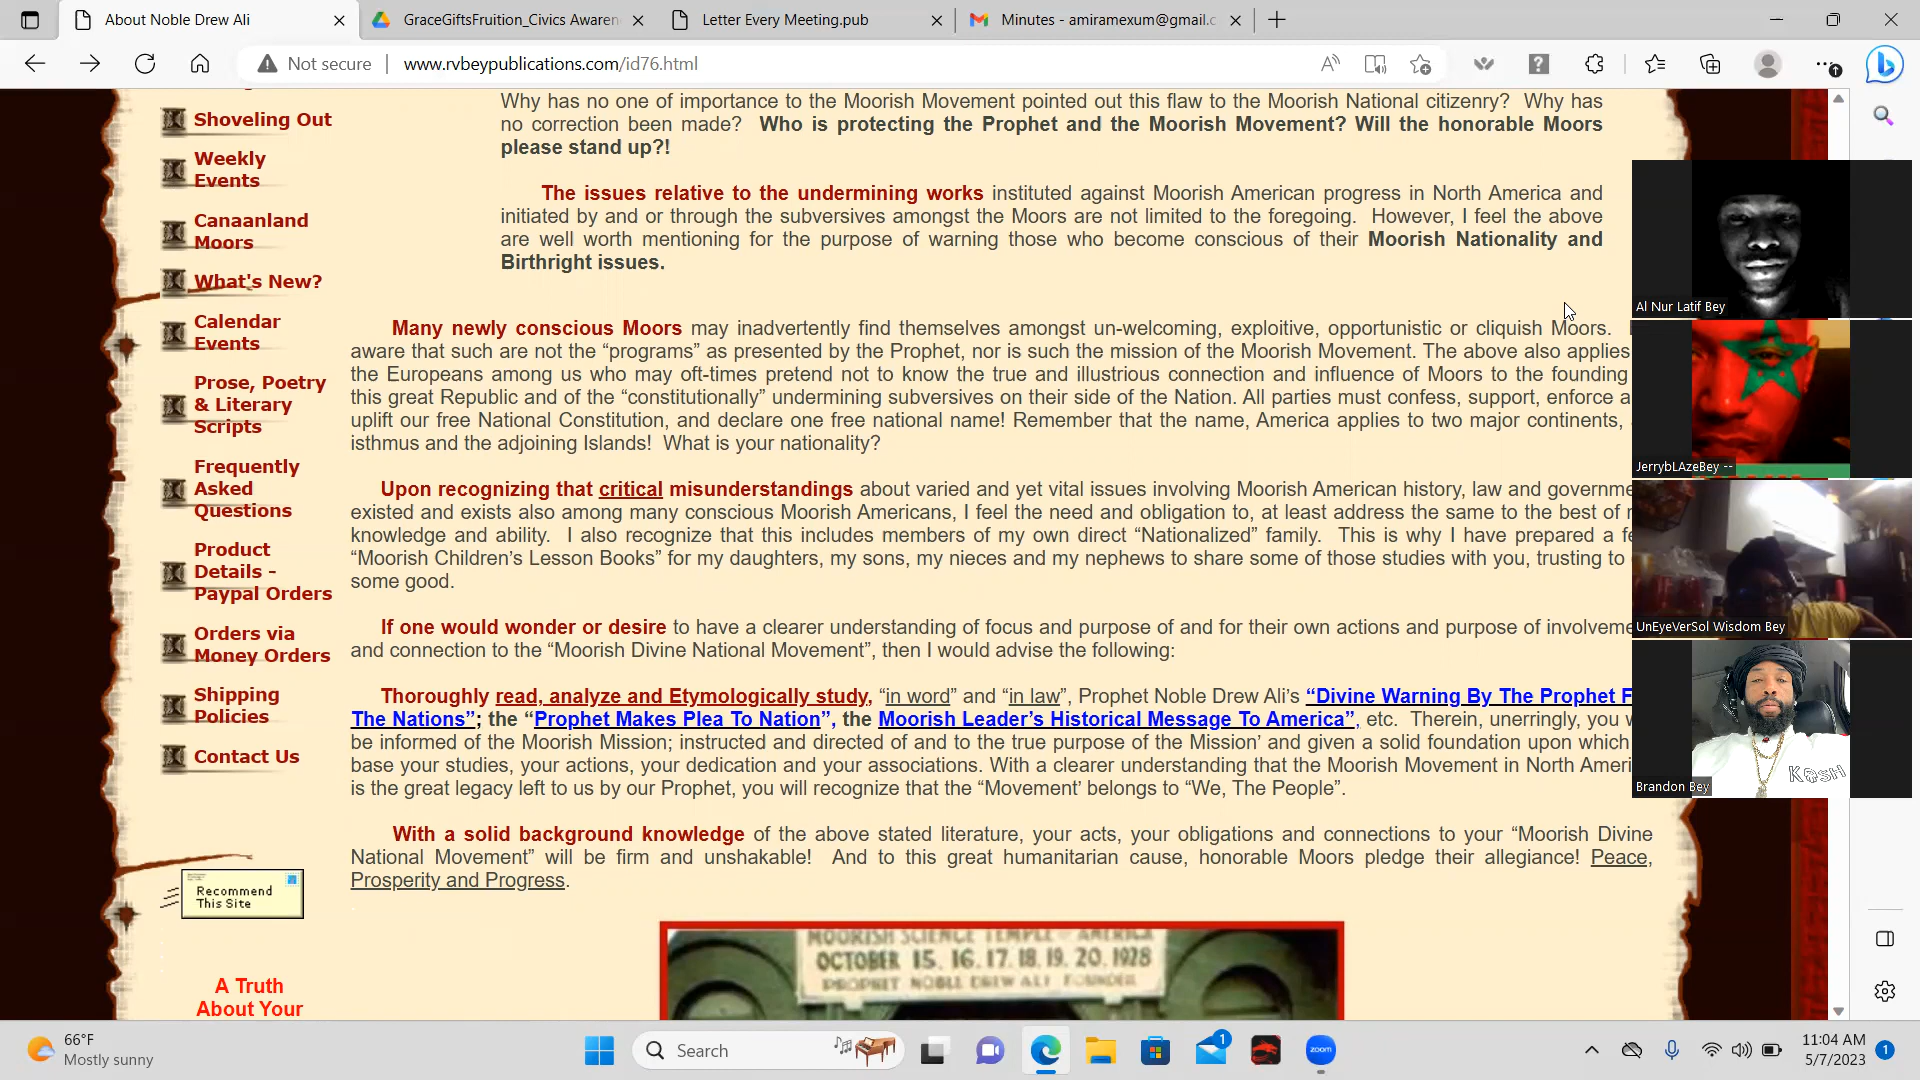 About Noble Drew Ali
GraceGiftsFruition_Civics Awaren
Letter Every Meeting.pub
Minutes - amiramexum@gmail.c
Not secure
www.rvbeypublications.com/id76.html
Shoveling Out
Weekly
Events
Canaanland
Moors
What's New?
Calendar
Events
Prose, Poetry
& Literary
Scripts
Frequently
Asked
Questions
Product
Details -
Paypal Orders
Orders via
Money Orders
Shipping
Policies
Contact Us
Recommend
This Site
A Truth
About Your
Why has no one of importance to the Moorish Movement pointed out this flaw to the Moorish National citizenry? Why has
no correction been made? Who is protecting the Prophet and the Moorish Movement? Will the honorable Moors
please stand up?!
The issues relative to the undermining works instituted against Moorish American progress in North America and
initiated by and or through the subversives amongst the Moors are not limited to the foregoing. However, I feel the above
are well worth mentioning for the purpose of warning those who become conscious of their Moorish Nationality and
Birthright issues.
Many newly conscious Moors may inadvertently find themselves amongst un-welcoming, exploitive, opportunistic or cliquish Moors.
aware that such are not the “programs” as presented by the Prophet, nor is such the mission of the Moorish Movement. The above also applies
the Europeans among us who may oft-times pretend not to know the true and illustrious connection and influence of Moors to the founding
this great Republic and of the “constitutionally” undermining subversives on their side of the Nation. All parties must confess, support, enforce a
uplift our free National Constitution, and declare one free national name! Remember that the name, America applies to two major continents,
isthmus and the adjoining Islands! What is your nationality?
Upon recognizing that critical misunderstandings about varied and yet vital issues involving Moorish American history, law and governme
existed and exists also among many conscious Moorish Americans, I feel the need and obligation to, at least address the same to the best of
knowledge and ability. I also recognize that this includes members of my own direct “Nationalized” family. This is why I have prepared a fe
“Moorish Children’s Lesson Books” for my daughters, my sons, my nieces and my nephews to share some of those studies with you, trusting to
some good.
If one would wonder or desire to have a clearer understanding of focus and purpose of and for their own actions and purpose of involveme
and connection to the “Moorish Divine National Movement”, then I would advise the following:
Thoroughly read, analyze and Etymologically study, “in word” and “in law”, Prophet Noble Drew Ali’s “Divine Warning By The Prophet F
The Nations”; the “Prophet Makes Plea To Nation”, the Moorish Leader’s Historical Message To America”, etc. Therein, unerringly, you w
be informed of the Moorish Mission; instructed and directed of and to the true purpose of the Mission’ and given a solid foundation upon which
base your studies, your actions, your dedication and your associations. With a clearer understanding that the Moorish Movement in North Ameri
is the great legacy left to us by our Prophet, you will recognize that the “Movement’ belongs to “We, The People”.
With a solid background knowledge of the above stated literature, your acts, your obligations and connections to your “Moorish Divine
National Movement” will be firm and unshakable! And to this great humanitarian cause, honorable Moors pledge their allegiance! Peace,
Prosperity and Progress.
MOORISH SCIENCE TEMPLE OF AMERICA
OCTOBER 15. 16. 17. 18. 19. 20. 1928
PROPHET NOBLE DREW ALI FOUNDER
Al Nur Latif Bey
JerrybLAzeBey --
UnEyeVerSol Wisdom Bey
Brandon Bey
66°F
Mostly sunny
Search
zoom
1
11:04 AM
5/7/2023
1